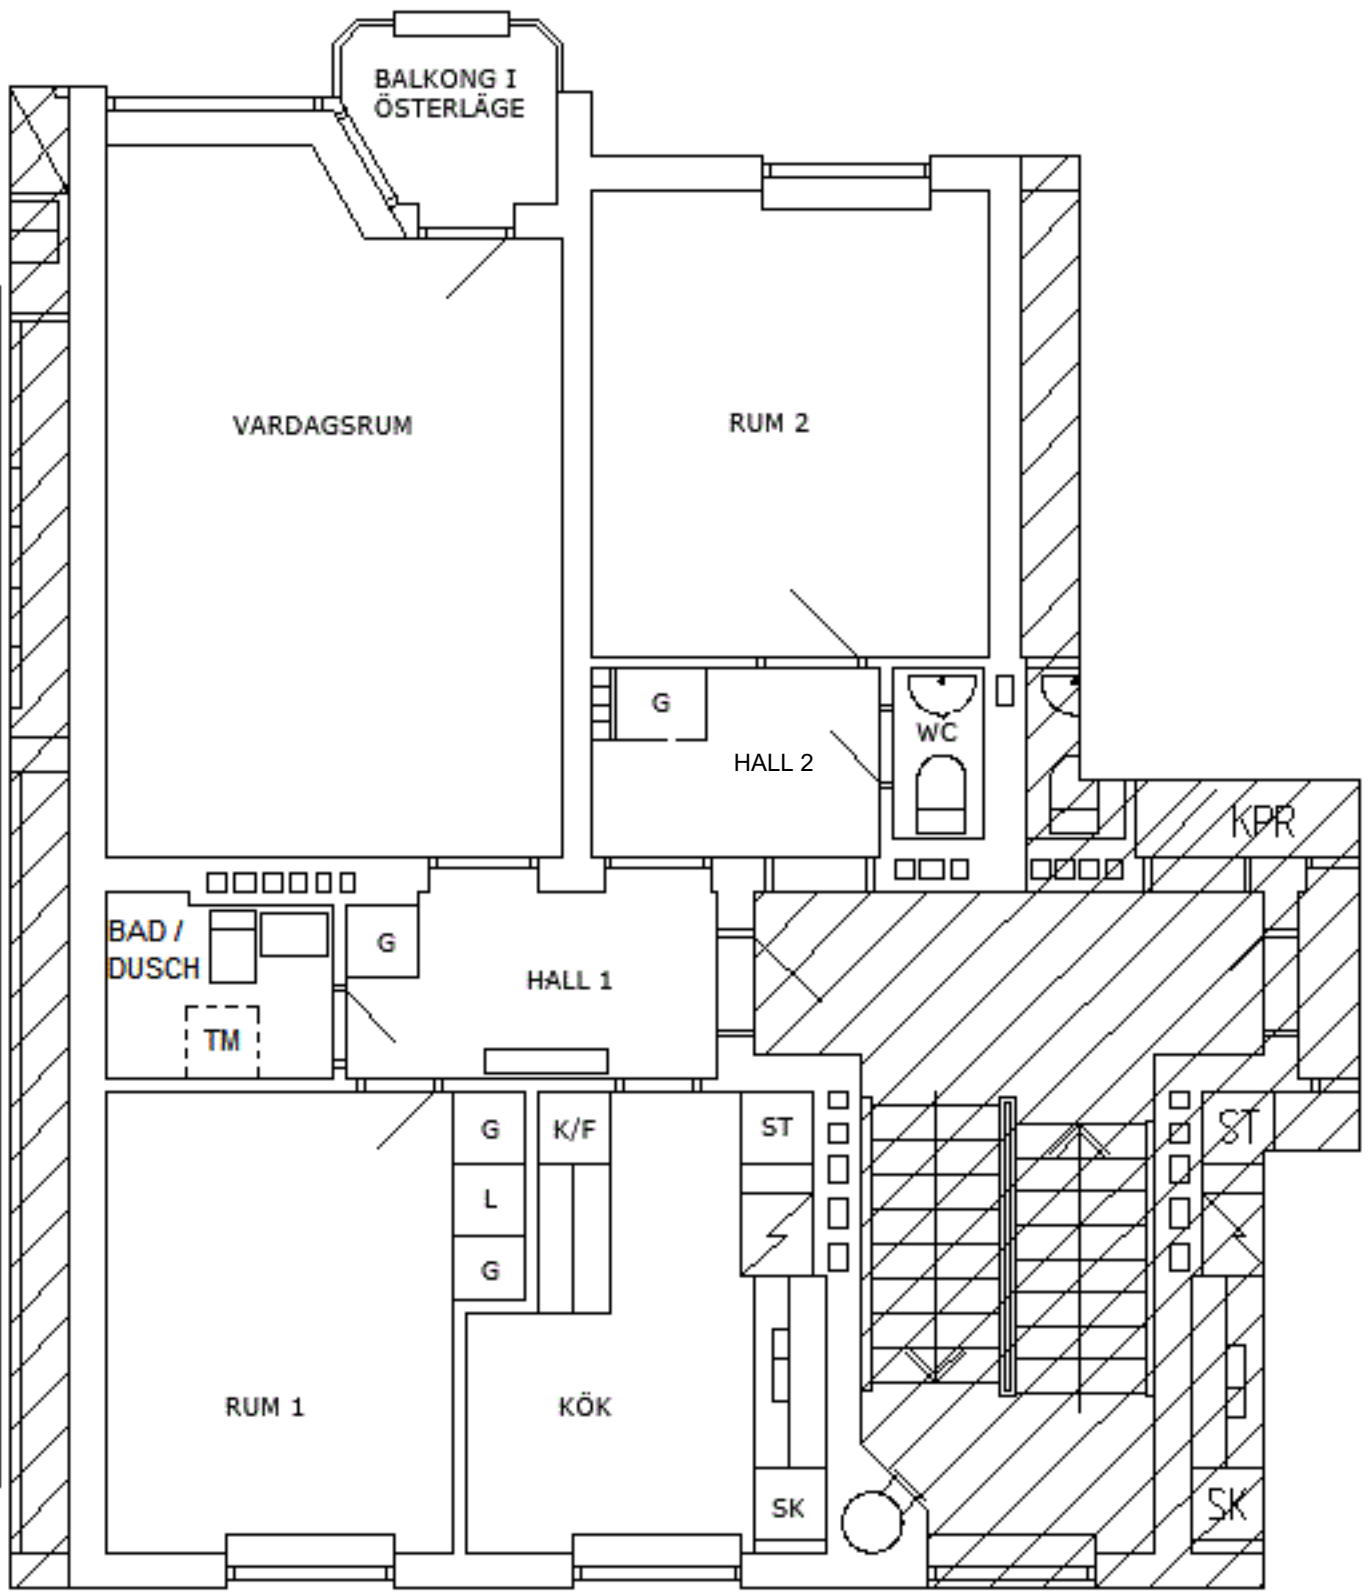 BALKONG I
ÖSTERLÄGE
VARDAGSRUM
RUM 2
G
WC
HALL 2
KPR
BAD /
DUSCH
G
HALL 1
TM
G
K/F
ST
ST
L
G
RUM 1
KÖK
SK
SK